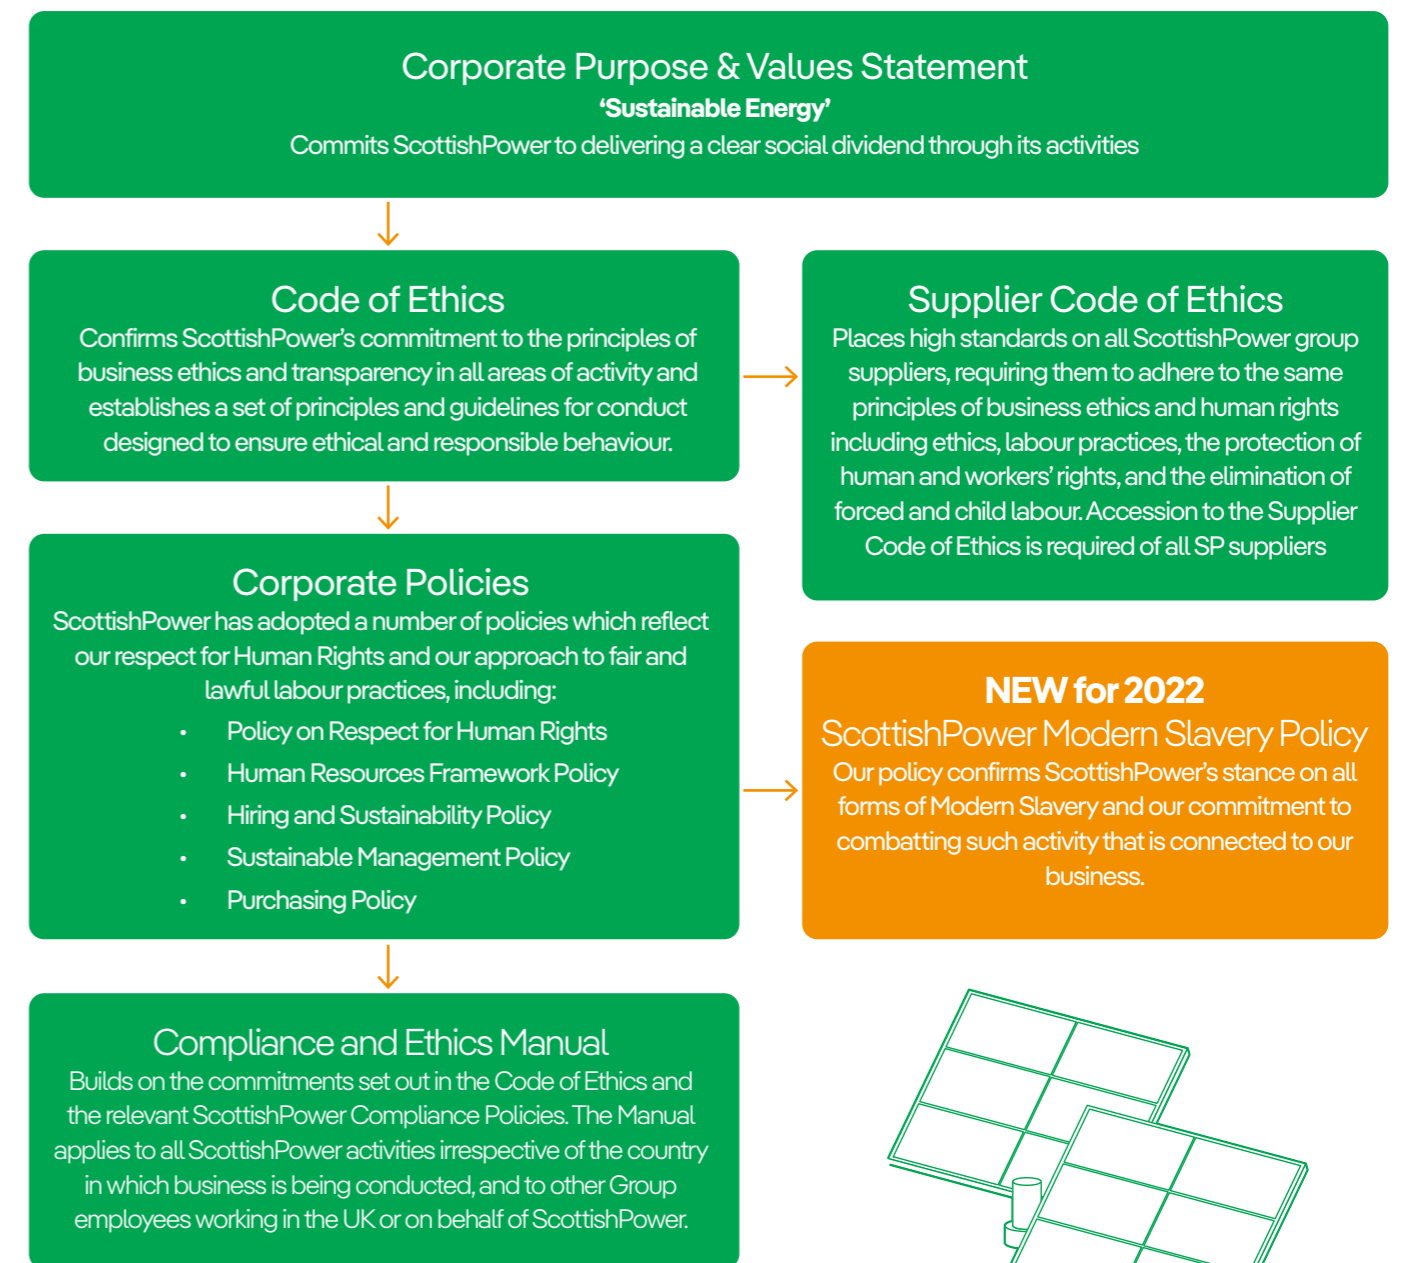 Corporate Purpose & Values Statement
‘Sustainable Energy’
Commits ScottishPower to delivering a clear social dividend through its activities
Code of Ethics
Confirms ScottishPower’s commitment to the principles of
business ethics and transparency in all areas of activity and
establishes a set of principles and guidelines for conduct
designed to ensure ethical and responsible behaviour.
Supplier Code of Ethics
Places high standards on all ScottishPower group
suppliers, requiring them to adhere to the same
principles of business ethics and human rights
including ethics, labour practices, the protection of
human and workers’ rights, and the elimination of
forced and child labour. Accession to the Supplier
Code of Ethics is required of all SP suppliers
Corporate Policies
ScottishPower has adopted a number of policies which reflect
our respect for Human Rights and our approach to fair and
lawful labour practices, including:
• Policy on Respect for Human Rights
• Human Resources Framework Policy
• Hiring and Sustainability Policy
• Sustainable Management Policy
• Purchasing Policy
NEW for 2022
ScottishPower Modern Slavery Policy
Our policy confirms ScottishPower’s stance on all
forms of Modern Slavery and our commitment to
combatting such activity that is connected to our
business.
Compliance and Ethics Manual
Builds on the commitments set out in the Code of Ethics and
the relevant ScottishPower Compliance Policies. The Manual
applies to all ScottishPower activities irrespective of the country
in which business is being conducted, and to other Group
employees working in the UK or on behalf of ScottishPower.